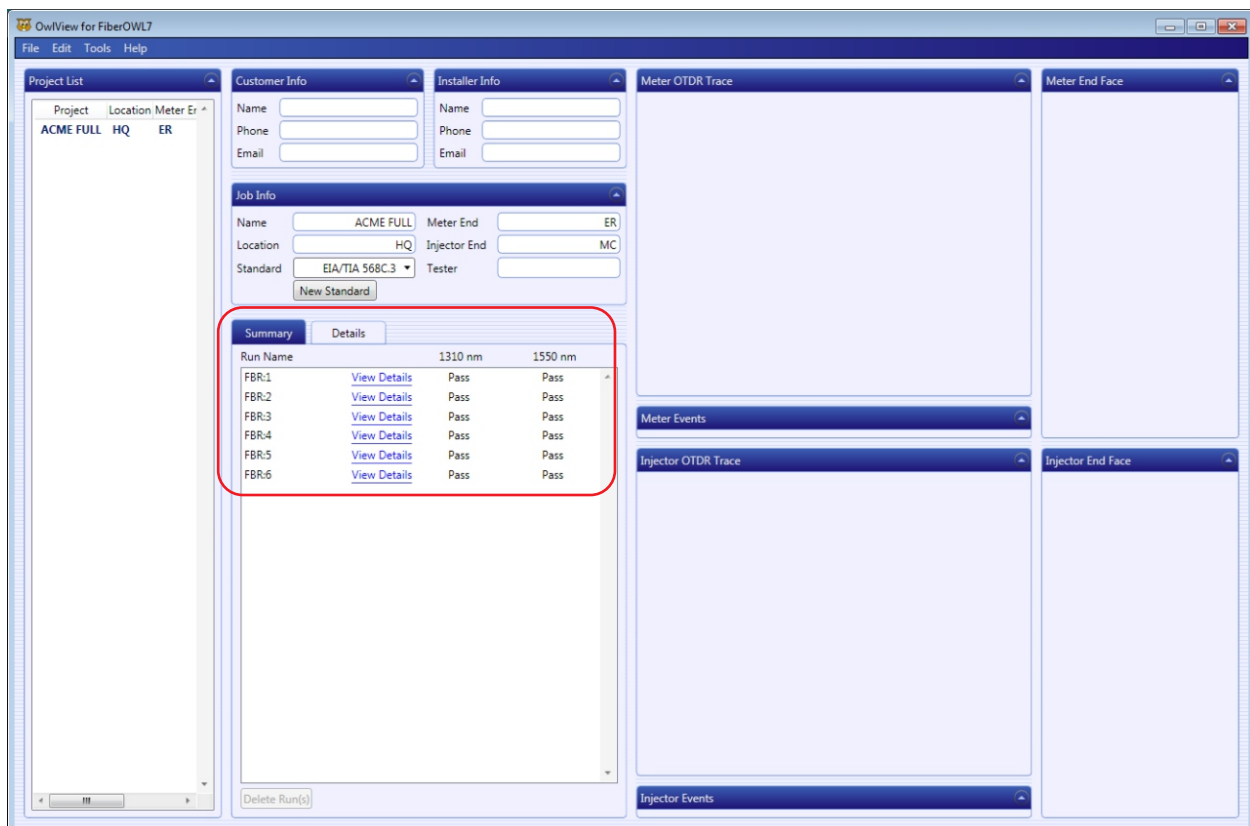 OwlView for FiberOWL7
File Edit Tools Help
Project List
Project Location Meter Er
ACME FULL HQ ER
Customer Info
Name
Phone
Email
Installer Info
Name
Phone
Email
Job Info
Name ACME FULL Meter End ER
Location HQ Injector End MC
Standard EIA/TIA 568C.3 Tester
New Standard
Summary Details
Run Name 1310 nm 1550 nm
FBR:1 View Details Pass Pass
FBR:2 View Details Pass Pass
FBR:3 View Details Pass Pass
FBR:4 View Details Pass Pass
FBR:5 View Details Pass Pass
FBR:6 View Details Pass Pass
Delete Run(s)
Meter OTDR Trace
Meter Events
Injector OTDR Trace
Injector Events
Meter End Face
Injector End Face